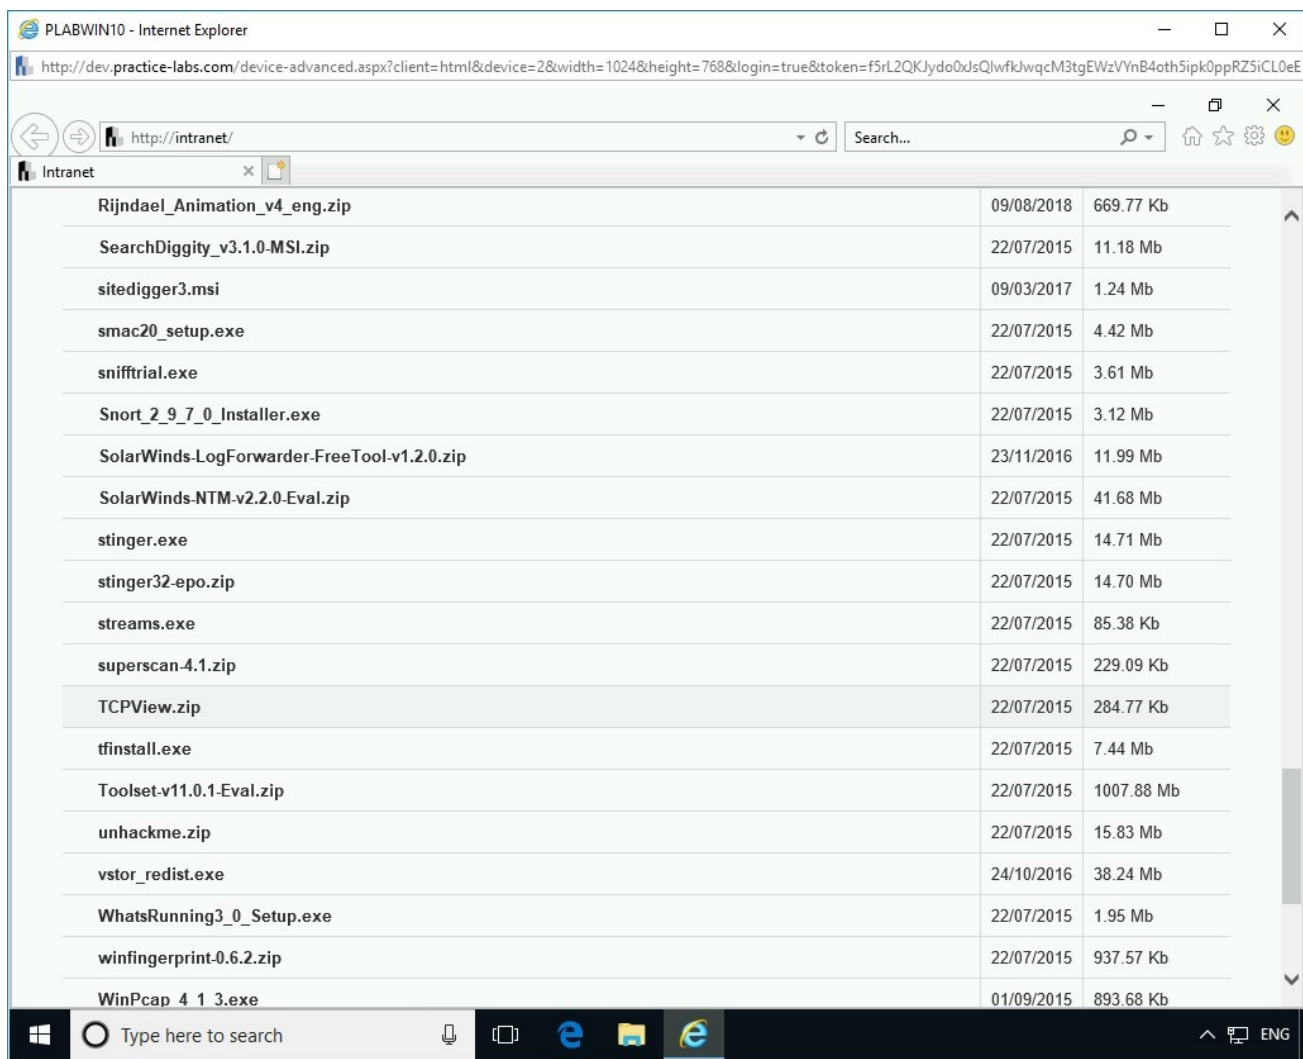 PLABWIN10 - Internet Explorer
http://dev.practice-labs.com/device-advanced.aspx?client=html&device=2&width=1024&height=768&login=true&token=f5rL2QKJydo0xJsQlwfkJwqcM3tgEWzVYnB4oth5ipk0ppRZ5iCL0eE
http://intranet/ Search...
Intranet
Rijndael_Animation_v4_eng.zip 09/08/2018 669.77 Kb
SearchDiggity_v3.1.0-MSI.zip 22/07/2015 11.18 Mb
sitedigger3.msi 09/03/2017 1.24 Mb
smac20_setup.exe 22/07/2015 4.42 Mb
snifftrial.exe 22/07/2015 3.61 Mb
Snort_2_9_7_0_Installer.exe 22/07/2015 3.12 Mb
SolarWinds-LogForwarder-FreeTool-v1.2.0.zip 23/11/2016 11.99 Mb
SolarWinds-NTM-v2.2.0-Eval.zip 22/07/2015 41.68 Mb
stinger.exe 22/07/2015 14.71 Mb
stinger32-epo.zip 22/07/2015 14.70 Mb
streams.exe 22/07/2015 85.38 Kb
superscan-4.1.zip 22/07/2015 229.09 Kb
TCPView.zip 22/07/2015 284.77 Kb
tfinstall.exe 22/07/2015 7.44 Mb
Toolset-v11.0.1-Eval.zip 22/07/2015 1007.88 Mb
unhackme.zip 22/07/2015 15.83 Mb
vstor_redist.exe 24/10/2016 38.24 Mb
WhatsRunning3_0_Setup.exe 22/07/2015 1.95 Mb
winfingerprint-0.6.2.zip 22/07/2015 937.57 Kb
WinPcap_4_1_3.exe 01/09/2015 893.68 Kb
Type here to search ENG